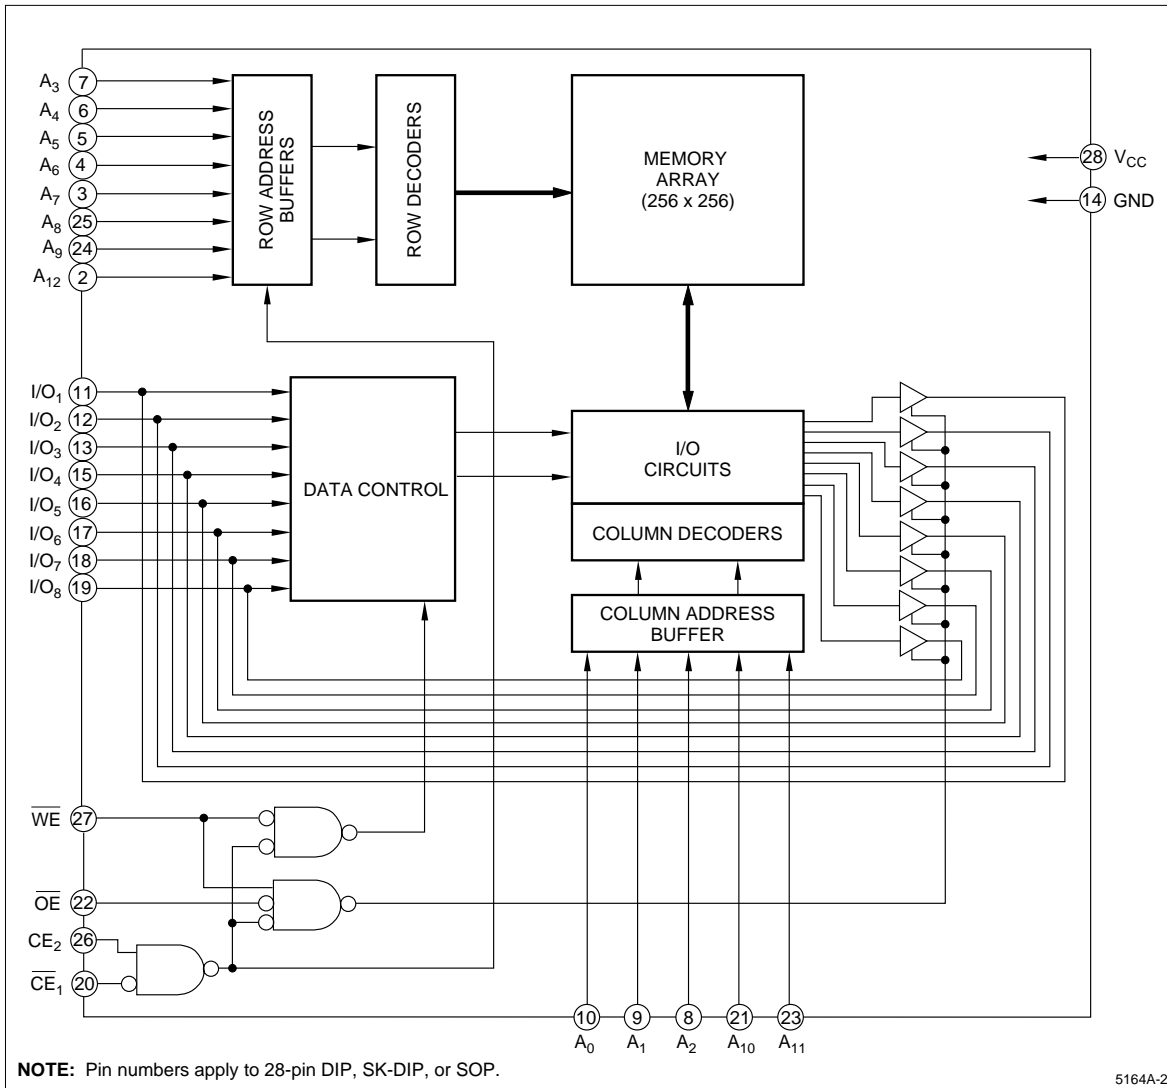 A3 7
A4 6
A5 5
A6 4
A7 3
A8 25
A9 24
A12 2
ROW ADDRESS
BUFFERS
ROW DECODERS
MEMORY
ARRAY
(256 x 256)
28 VCC
14 GND
I/O1 11
I/O2 12
I/O3 13
I/O4 15
I/O5 16
I/O6 17
I/O7 18
I/O8 19
DATA CONTROL
I/O
CIRCUITS
COLUMN DECODERS
COLUMN ADDRESS
BUFFER
W̅E̅ 27
O̅E̅ 22
CE2 26
C̅E̅1 20
10 9 8 21 23
A0 A1 A2 A10 A11
NOTE: Pin numbers apply to 28-pin DIP, SK-DIP, or SOP.
5164A-2